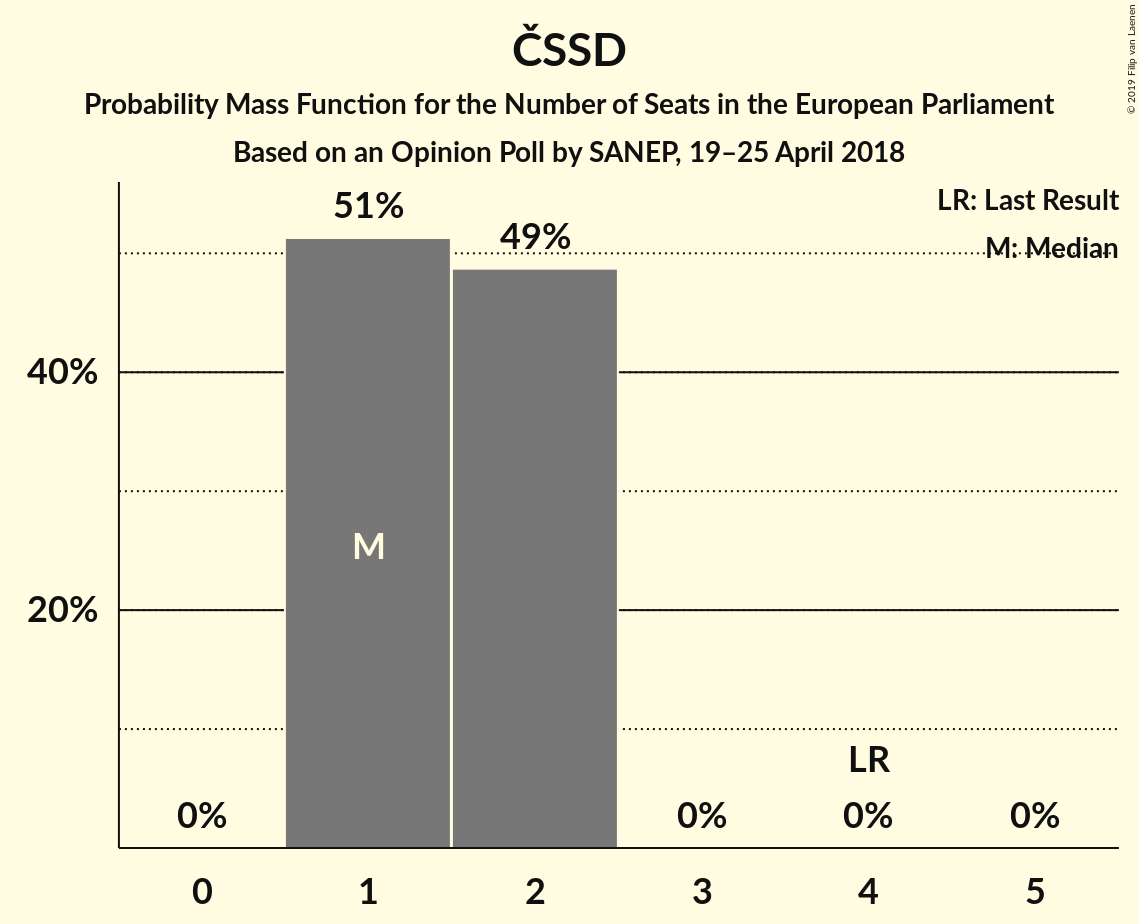 ČSSD
Probability Mass Function for the Number of Seats in the European Parliament
Based on an Opinion Poll by SANEP, 19–25 April 2018
© 2019 Filip van Laenen
LR: Last Result
M: Median
51%
49%
40%
20%
M
LR
0%
0%
0%
0%
0 1 2 3 4 5